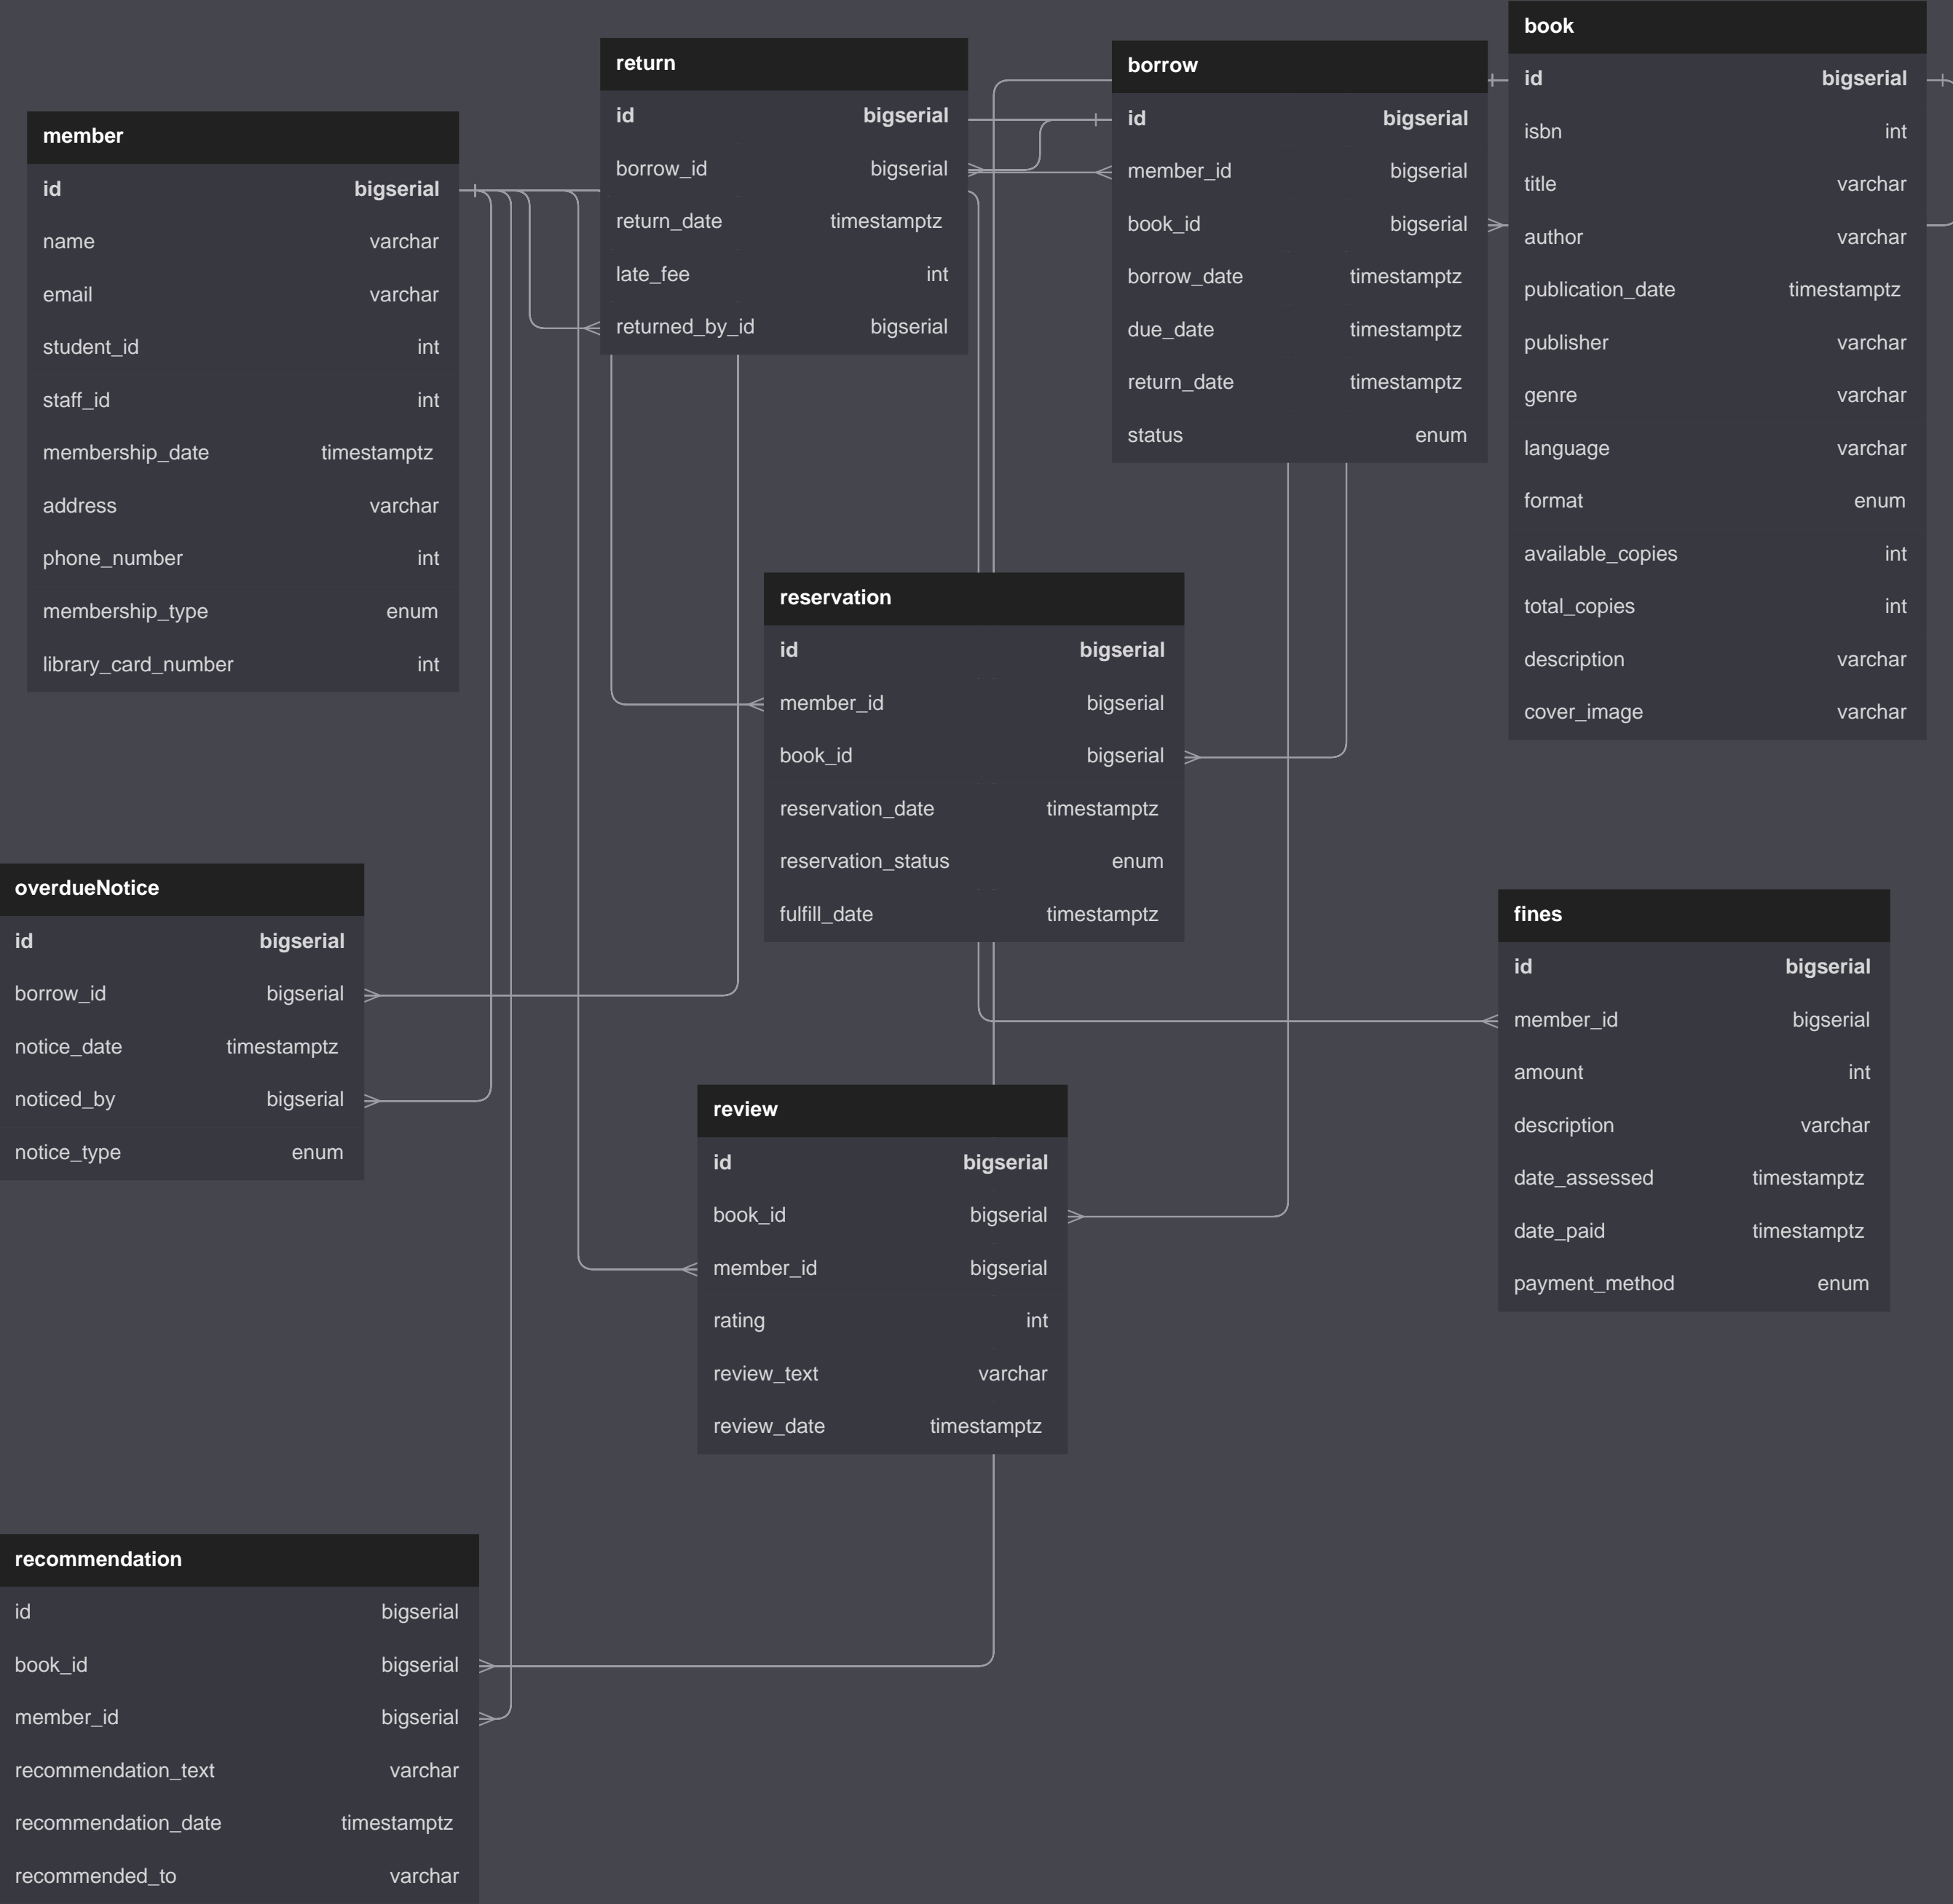 member
id bigserial
name varchar
email varchar
student_id int
staff_id int
membership_date timestamptz
address varchar
phone_number int
membership_type enum
library_card_number int
return
id bigserial
borrow_id bigserial
return_date timestamptz
late_fee int
returned_by_id bigserial
borrow
id bigserial
member_id bigserial
book_id bigserial
borrow_date timestamptz
due_date timestamptz
return_date timestamptz
status enum
book
id bigserial
isbn int
title varchar
author varchar
publication_date timestamptz
publisher varchar
genre varchar
language varchar
format enum
available_copies int
total_copies int
description varchar
cover_image varchar
reservation
id bigserial
member_id bigserial
book_id bigserial
reservation_date timestamptz
reservation_status enum
fulfill_date timestamptz
overdueNotice
id bigserial
borrow_id bigserial
notice_date timestamptz
noticed_by bigserial
notice_type enum
fines
id bigserial
member_id bigserial
amount int
description varchar
date_assessed timestamptz
date_paid timestamptz
payment_method enum
review
id bigserial
book_id bigserial
member_id bigserial
rating int
review_text varchar
review_date timestamptz
recommendation
id bigserial
book_id bigserial
member_id bigserial
recommendation_text varchar
recommendation_date timestamptz
recommended_to varchar